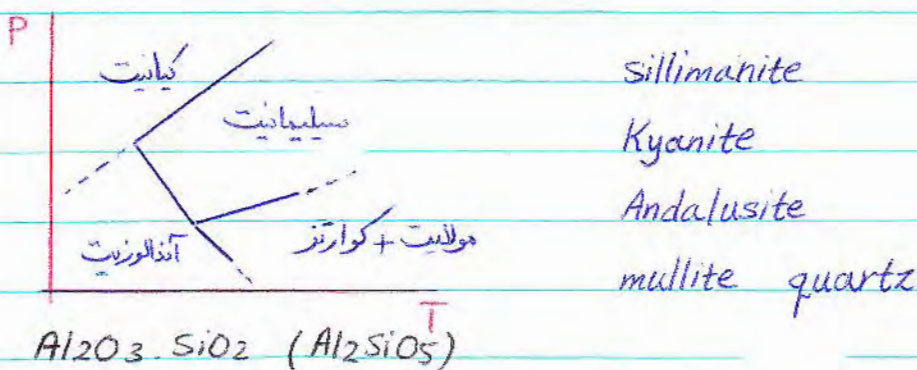 P
کیانیت
sillimanite
سیلیمانیت
Kyanite
Andalusite
آندالوزیت
مولایت + کوارتز
mullite quartz
T
Al2O3.SiO2 (Al2SiO5)